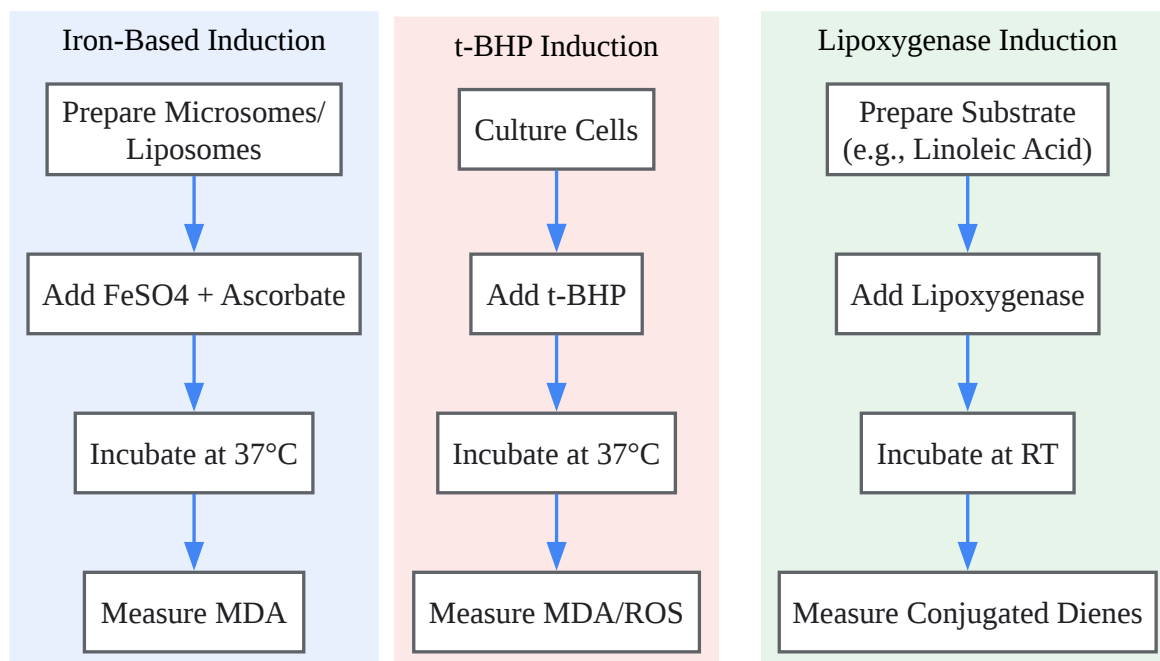 Iron-Based Induction
Prepare Microsomes/
Liposomes
Add FeSO4 + Ascorbate
Incubate at 37°C
Measure MDA
t-BHP Induction
Culture Cells
Add t-BHP
Incubate at 37°C
Measure MDA/ROS
Lipoxygenase Induction
Prepare Substrate
(e.g., Linoleic Acid)
Add Lipoxygenase
Incubate at RT
Measure Conjugated Dienes